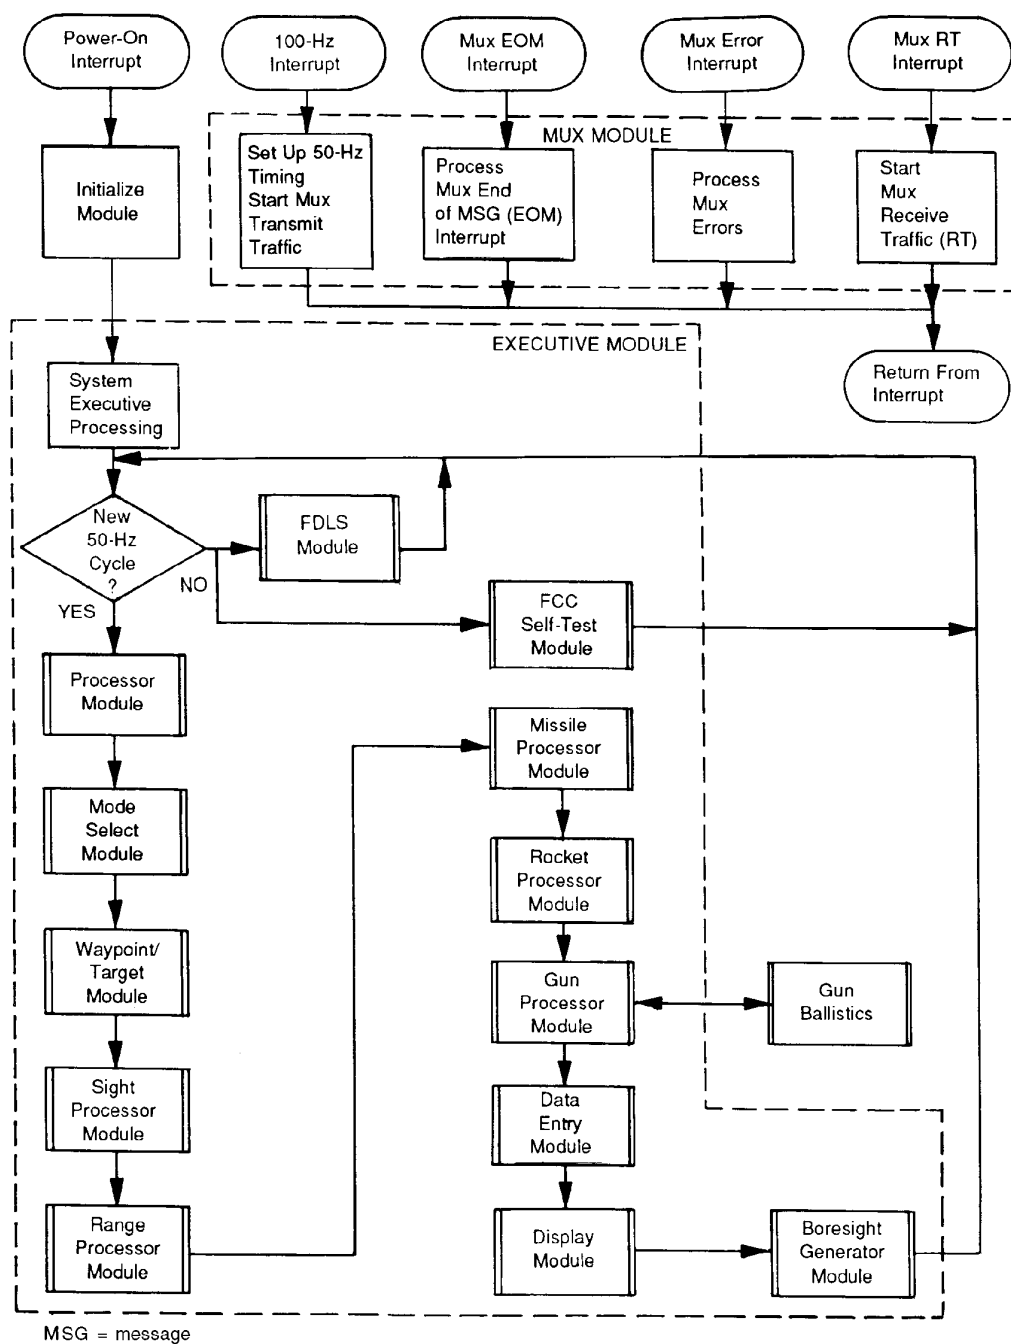 Power-On
Interrupt
100-Hz
Interrupt
Mux EOM
Interrupt
Mux Error
Interrupt
Mux RT
Interrupt
MUX MODULE
Initialize
Module
Set Up 50-Hz
Timing
Start Mux
Transmit
Traffic
Process
Mux End
of MSG (EOM)
Interrupt
Process
Mux
Errors
Start
Mux
Receive
Traffic (RT)
EXECUTIVE MODULE
Return From
Interrupt
System
Executive
Processing
New
50-Hz
Cycle
?
NO
YES
FDLS
Module
FCC
Self-Test
Module
Processor
Module
Mode
Select
Module
Waypoint/
Target
Module
Sight
Processor
Module
Range
Processor
Module
Missile
Processor
Module
Rocket
Processor
Module
Gun
Processor
Module
Gun
Ballistics
Data
Entry
Module
Display
Module
Boresight
Generator
Module
MSG = message